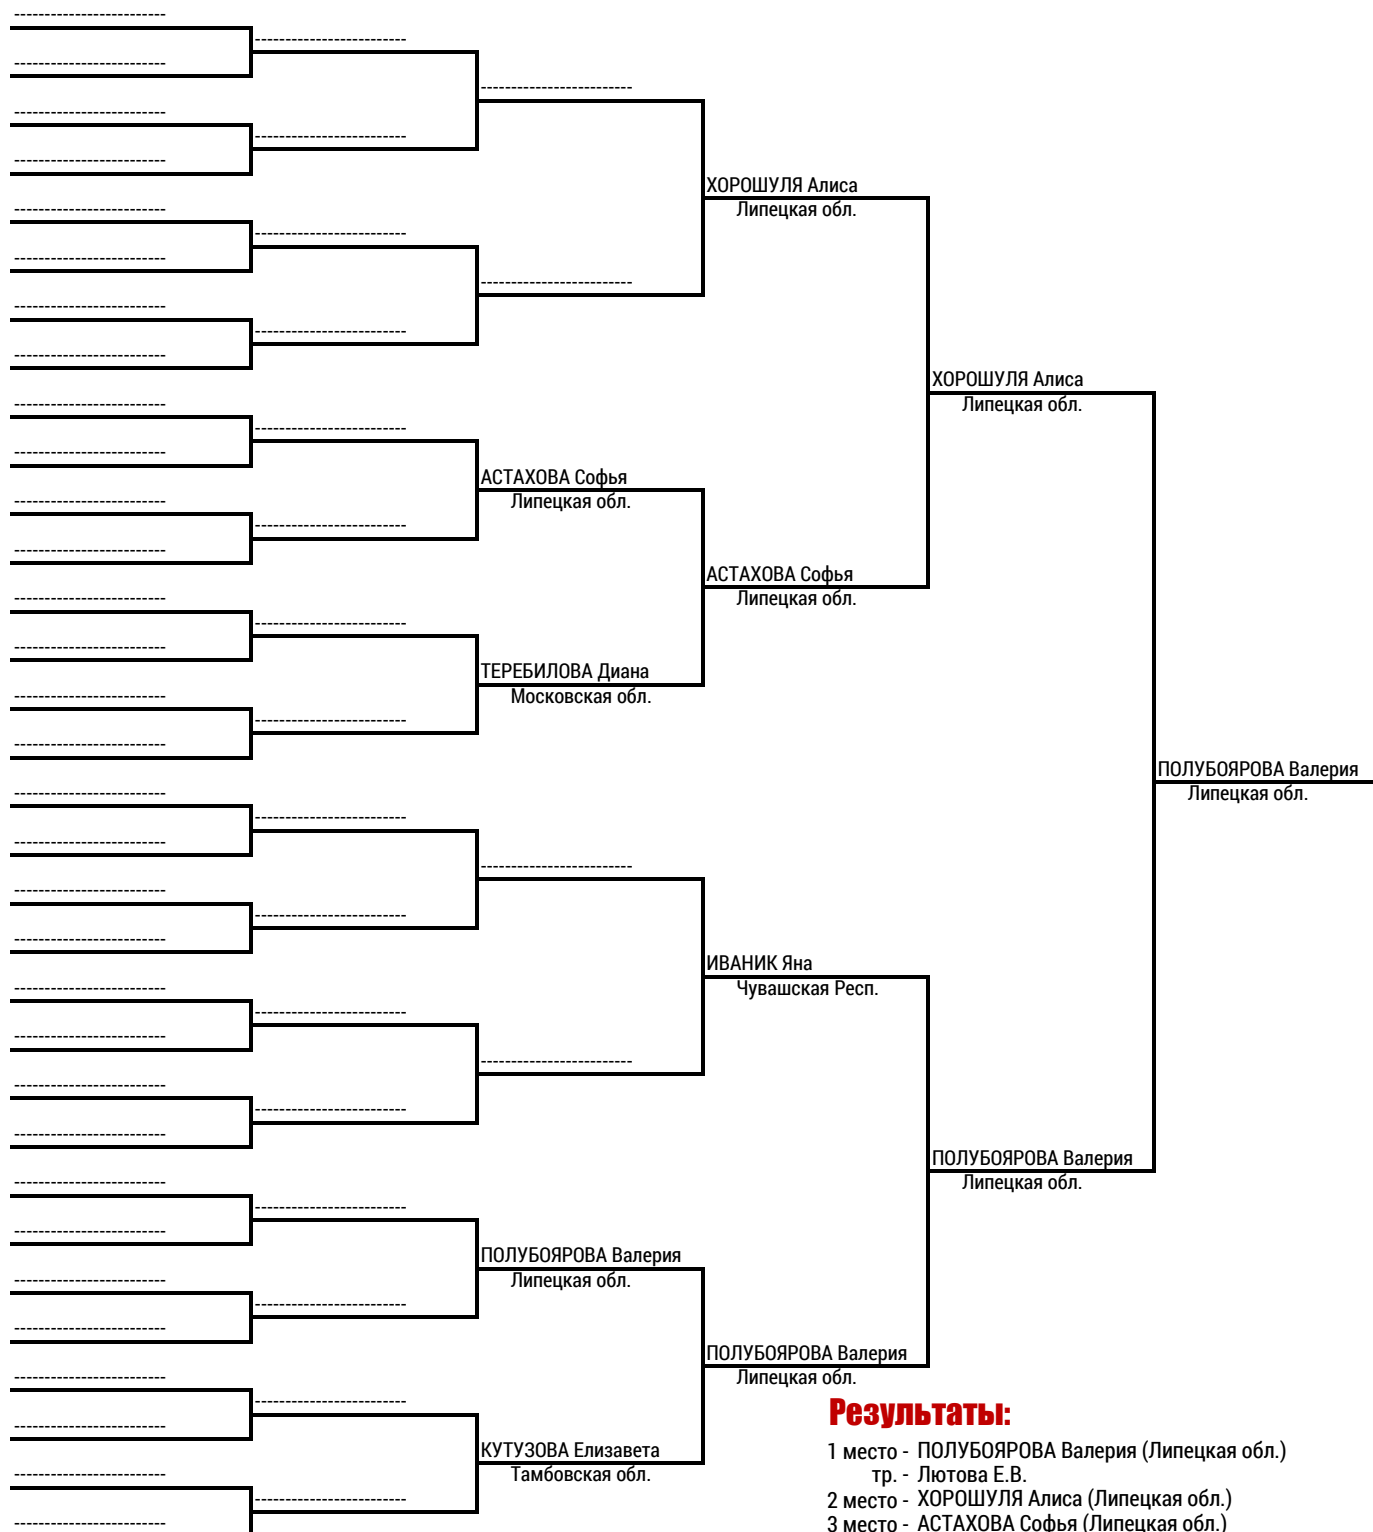 ХОРОШУЛЯ Алиса
Липецкая обл.
ХОРОШУЛЯ Алиса
Липецкая обл.
АСТАХОВА Софья
Липецкая обл.
АСТАХОВА Софья
Липецкая обл.
ТЕРЕБИЛОВА Диана
Московская обл.
ПОЛУБОЯРОВА Валерия
Липецкая обл.
ИВАНИК Яна
Чувашская Респ.
ПОЛУБОЯРОВА Валерия
Липецкая обл.
ПОЛУБОЯРОВА Валерия
Липецкая обл.
ПОЛУБОЯРОВА Валерия
Липецкая обл.
КУТУЗОВА Елизавета
Тамбовская обл.
Результаты:
1 место - ПОЛУБОЯРОВА Валерия (Липецкая обл.)
тр. - Лютова Е.В.
2 место - ХОРОШУЛЯ Алиса (Липецкая обл.)
3 место - АСТАХОВА Софья (Липецкая обл.)